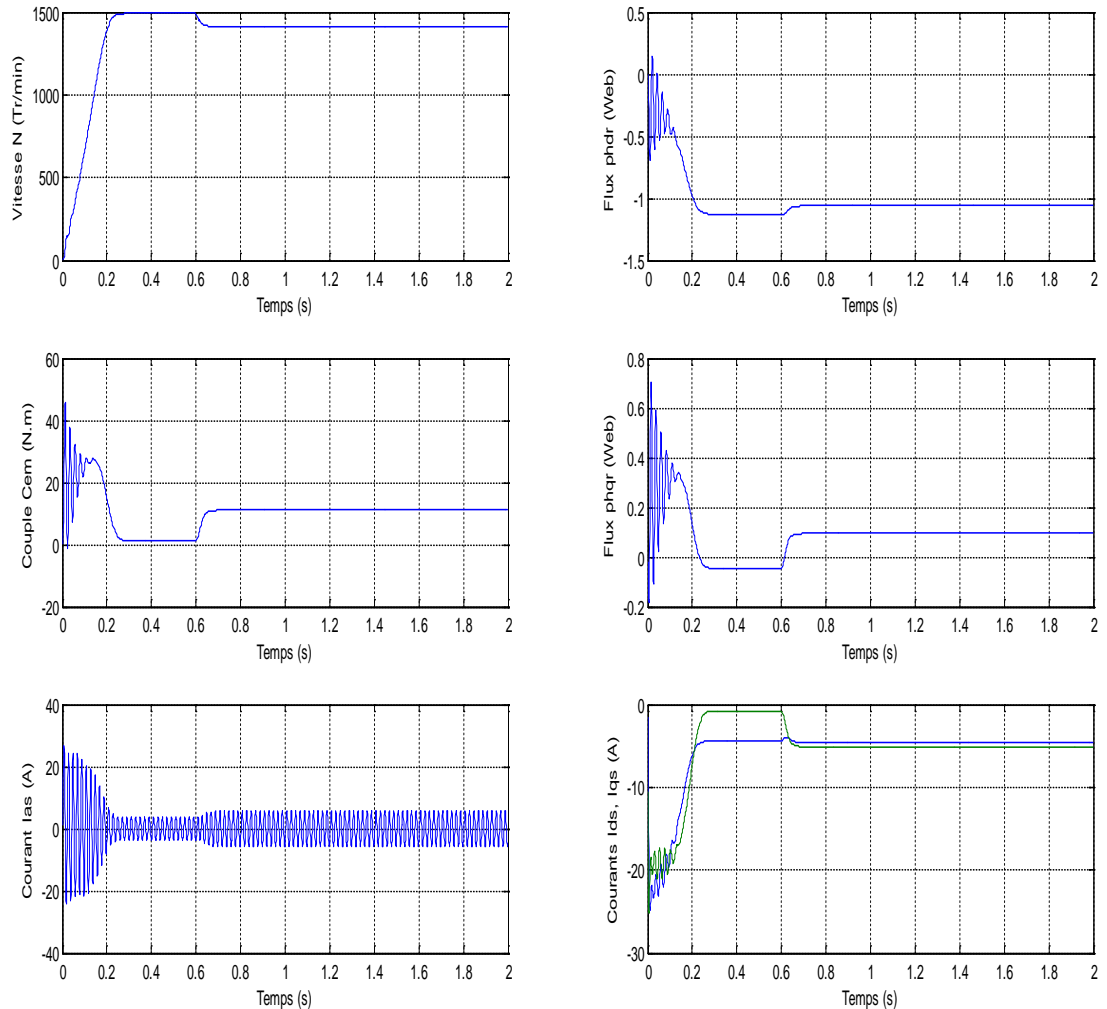 Vitesse N (Tr/min)
1500
1000
500
0
0 0.2 0.4 0.6 0.8 1 1.2 1.4 1.6 1.8 2
Temps (s)
Flux phdr (Web)
0.5
0
-0.5
-1
-1.5
0 0.2 0.4 0.6 0.8 1 1.2 1.4 1.6 1.8 2
Temps (s)
Couple Cem (N.m)
60
40
20
0
-20
0 0.2 0.4 0.6 0.8 1 1.2 1.4 1.6 1.8 2
Temps (s)
Flux phqr (Web)
0.8
0.6
0.4
0.2
0
-0.2
0 0.2 0.4 0.6 0.8 1 1.2 1.4 1.6 1.8 2
Temps (s)
Courant Ias (A)
40
20
0
-20
-40
0 0.2 0.4 0.6 0.8 1 1.2 1.4 1.6 1.8 2
Temps (s)
Courants Ids, Iqs (A)
0
-10
-20
-30
0 0.2 0.4 0.6 0.8 1 1.2 1.4 1.6 1.8 2
Temps (s)